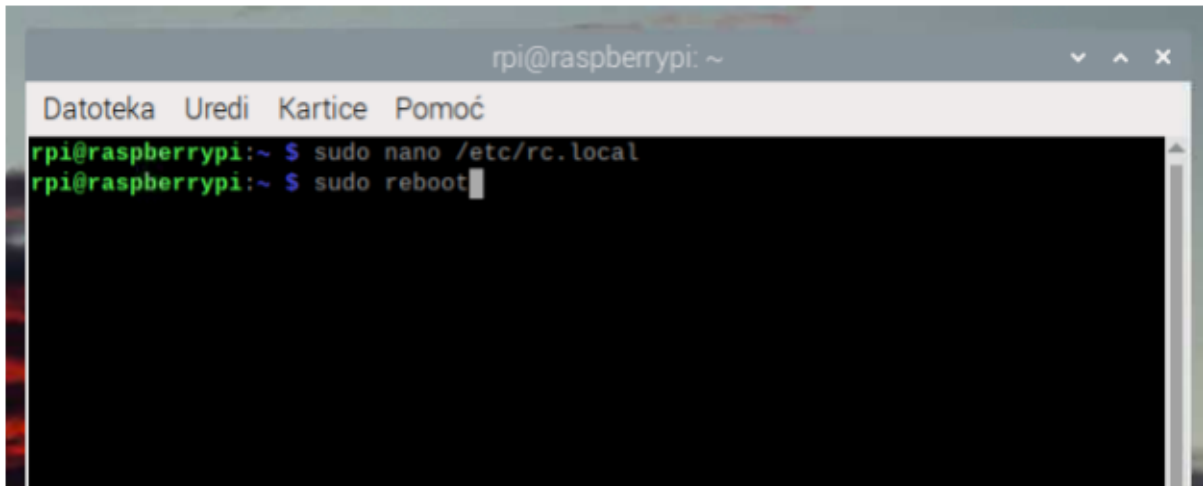 rpi@raspberrypi: ~
Datoteka Uredi Kartice Pomoć
rpi@raspberrypi:~ $ sudo nano /etc/rc.local
rpi@raspberrypi:~ $ sudo reboot